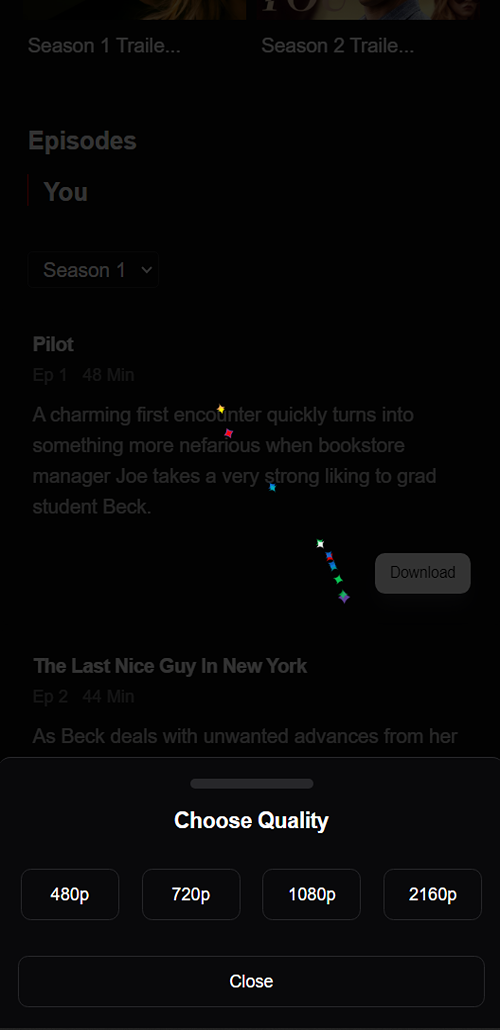 Season 1 Traile...
Season 2 Traile...
Episodes
You
Season 1
Pilot
Ep 1 48 Min
A charming first encounter quickly turns into
something more nefarious when bookstore
manager Joe takes a very strong liking to grad
student Beck.
Download
The Last Nice Guy In New York
Ep 2 44 Min
As Beck deals with unwanted advances from her
Choose Quality
480p
720p
1080p
2160p
Close